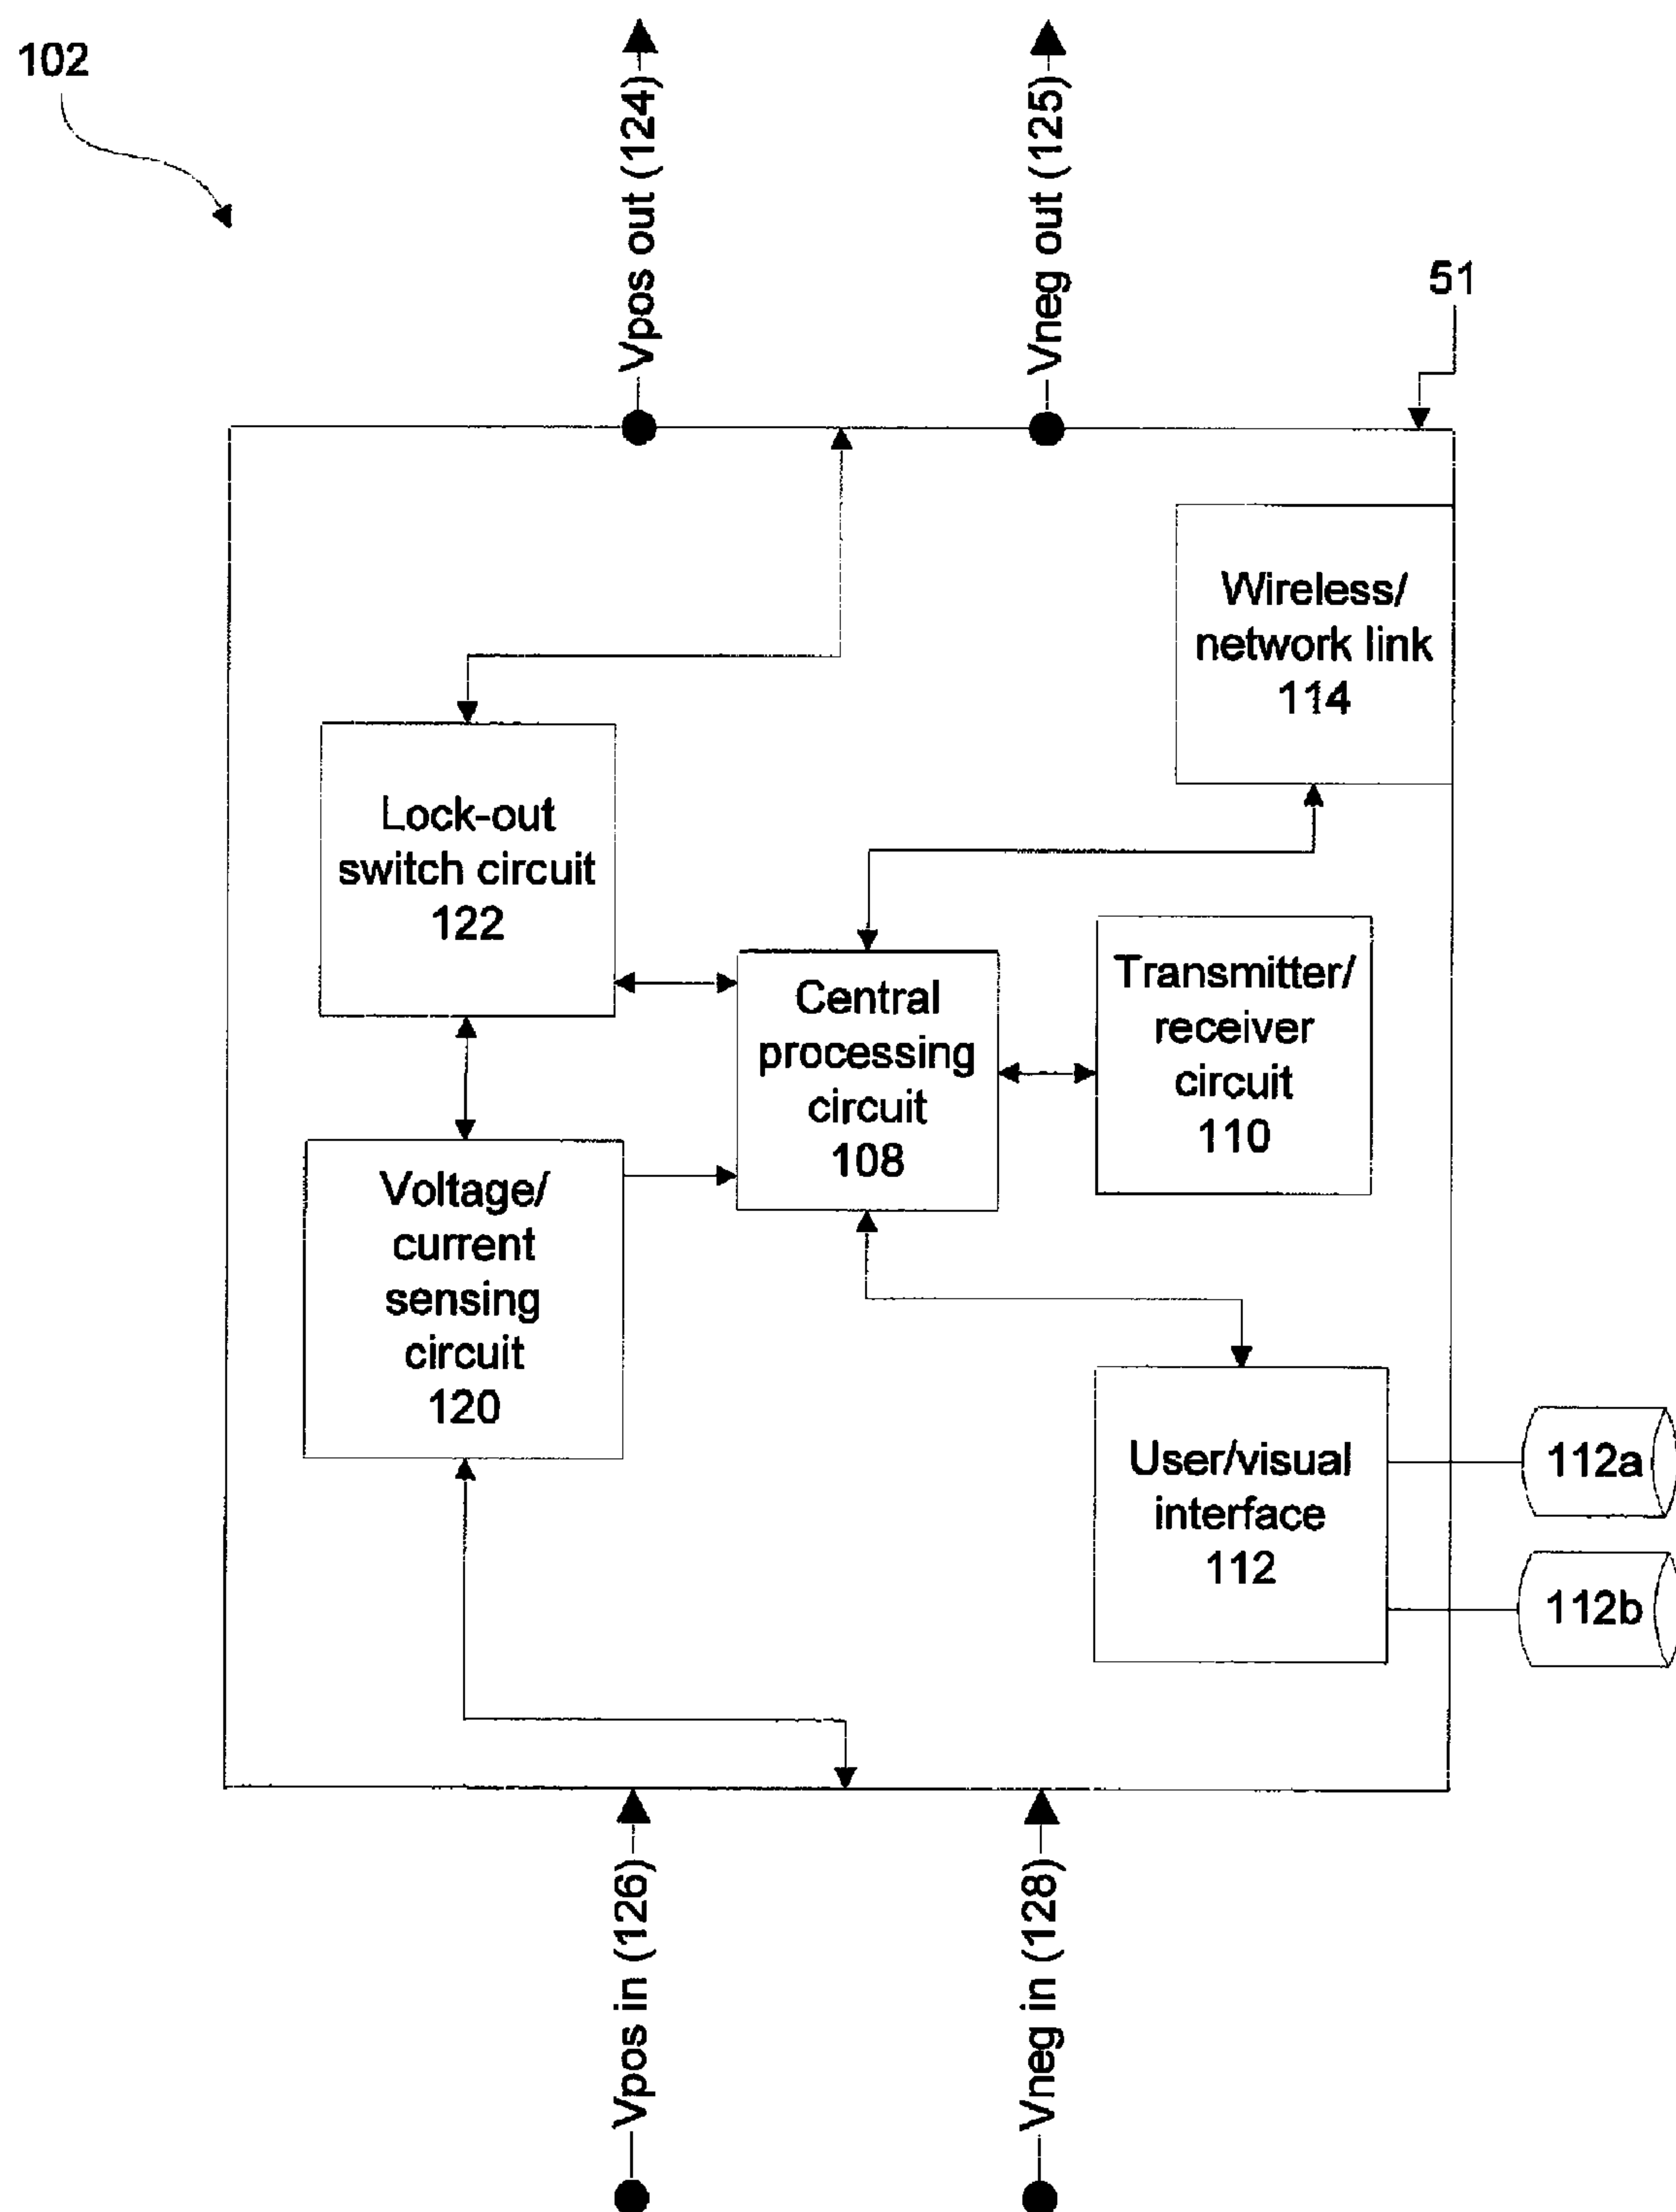 102
Vpos out (124)
Vneg out (125)
51
Wireless/
network link
114
Lock-out
switch circuit
122
Central
processing
circuit
108
Transmitter/
receiver
circuit
110
Voltage/
current
sensing
circuit
120
User/visual
interface
112
112a
112b
Vpos in (126)
Vneg in (128)